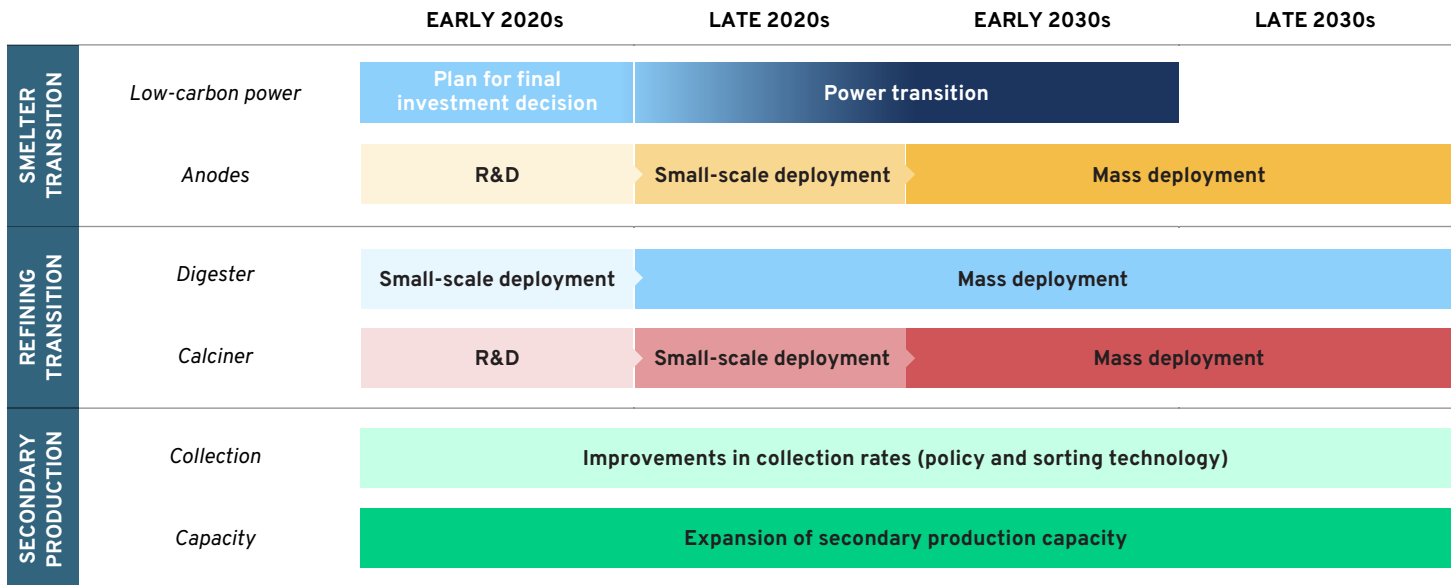 EARLY 2020s LATE 2020s EARLY 2030s LATE 2030s
SMELTER
TRANSITION
Low-carbon power
Plan for final
investment decision
Power transition
Anodes
R&D
Small-scale deployment
Mass deployment
REFINING
TRANSITION
Digester
Small-scale deployment
Mass deployment
Calciner
R&D
Small-scale deployment
Mass deployment
SECONDARY
PRODUCTION
Collection
Improvements in collection rates (policy and sorting technology)
Capacity
Expansion of secondary production capacity